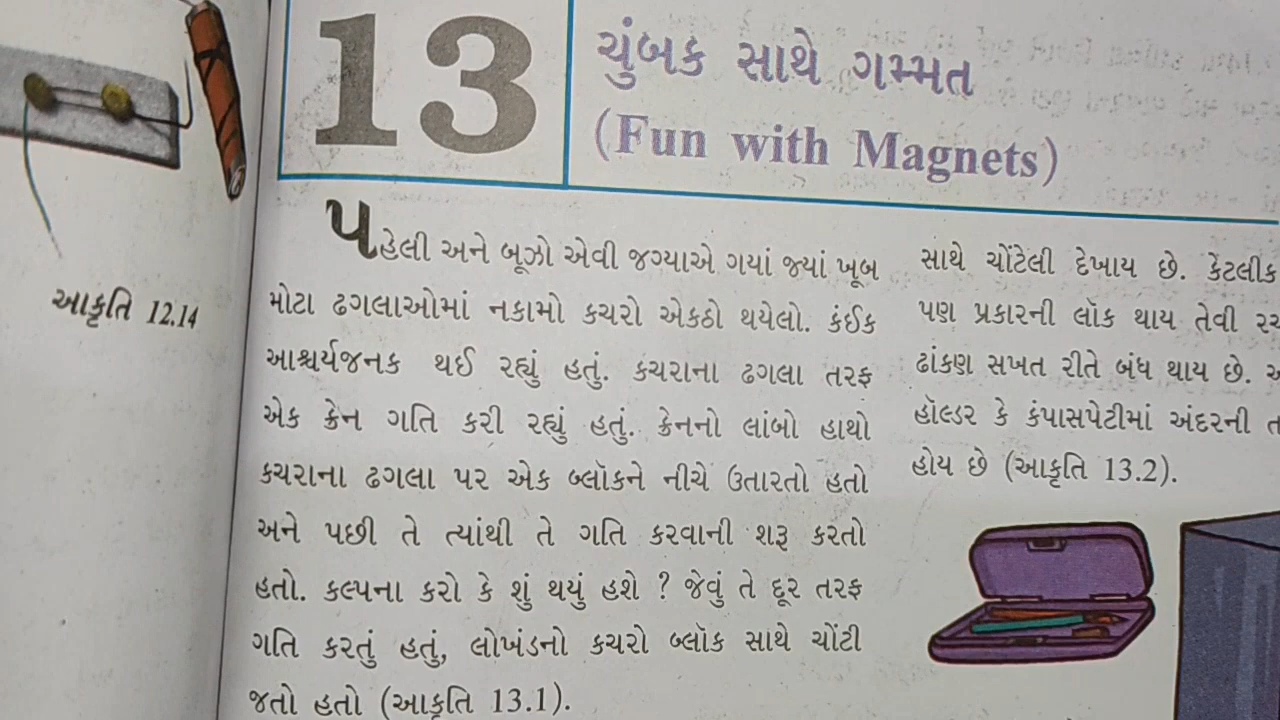 આકૃતિ 12.14
13
ચુંબક સાથે ગમ્મત
(Fun with Magnets)
પહેલી અને બૂઝો એવી જગ્યાએ ગયાં જ્યાં ખૂબ
મોટા ઢગલાઓમાં નકામો કચરો એકઠો થયેલો. કંઈક
આશ્ચર્યજનક થઈ રહ્યું હતું. કચરાના ઢગલા તરફ
એક ક્રેન ગતિ કરી રહ્યું હતું. ક્રેનનો લાંબો હાથો
કચરાના ઢગલા પર એક બ્લૉકને નીચે ઉતારતો હતો
અને પછી તે ત્યાંથી તે ગતિ કરવાની શરૂ કરતો
હતો. કલ્પના કરો કે શું થયું હશે ? જેવું તે દૂર તરફ
ગતિ કરતું હતું, લોખંડનો કચરો બ્લૉક સાથે ચોંટી
જતો હતો (આકૃતિ 13.1).
સાથે ચોંટેલી દેખાય છે. કેટલીક
પણ પ્રકારની લૉક થાય તેવી
ઢાંકણ સખત રીતે બંધ થાય છે.
હૉલ્ડર કે કંપાસપેટીમાં અંદરની
હોય છે (આકૃતિ 13.2).